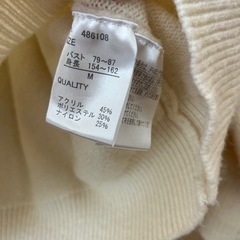 ZE 486108
バスト 79～87
身長 154～162
M
QUALITY
アクリル 45%
ポリエステル 30%
ナイロン 25%